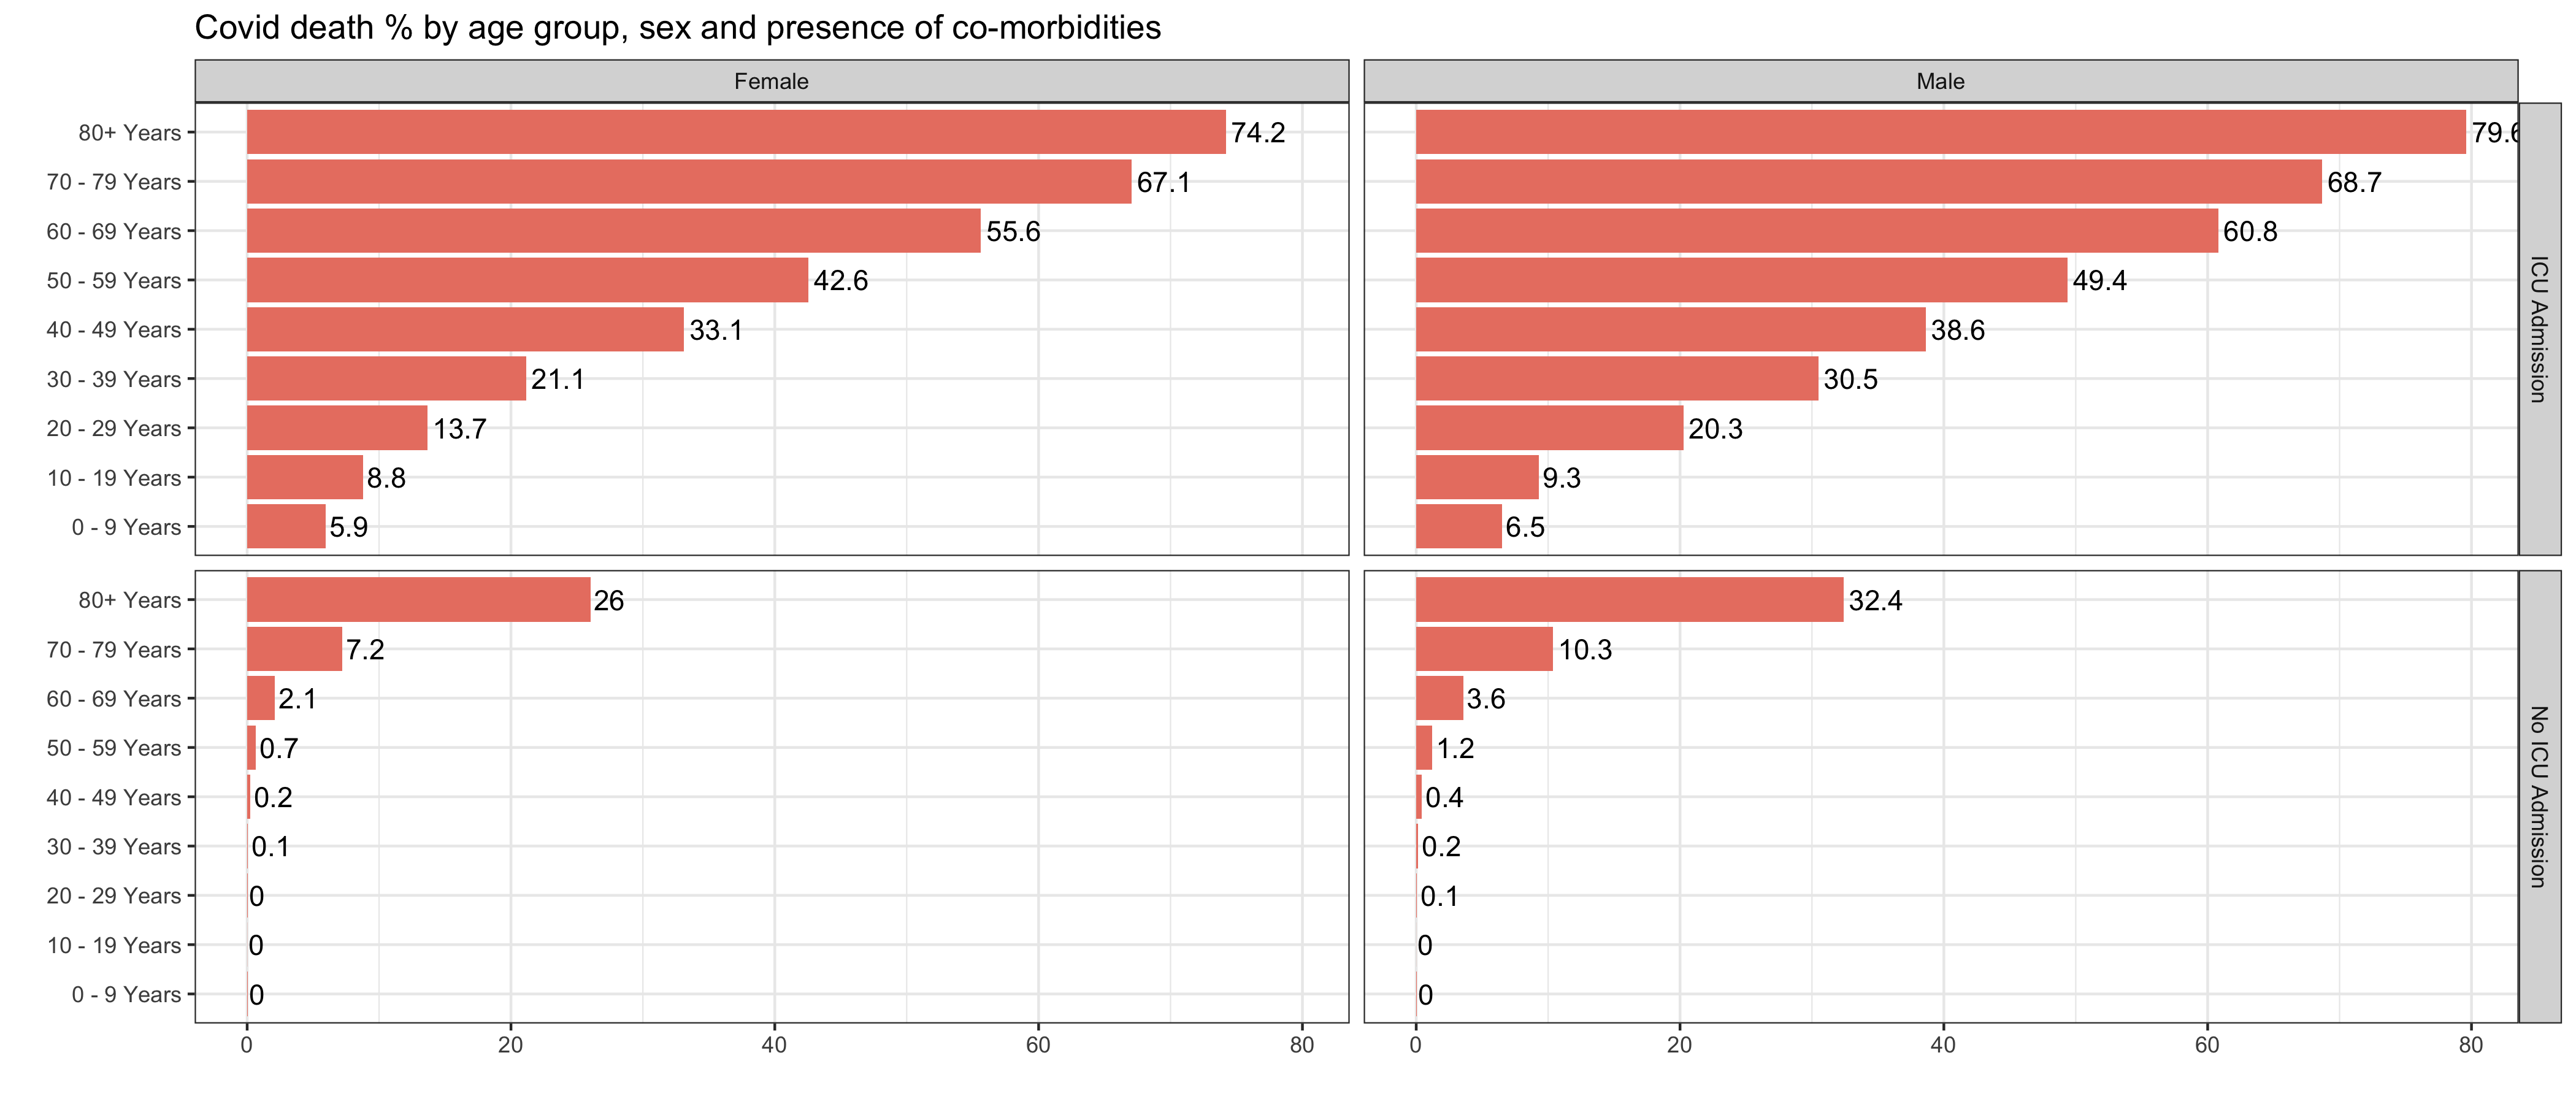 Covid death % by age group, sex and presence of co-morbidities
Female
Male
80+ Years
74.2
79.6
70 - 79 Years
67.1
68.7
60 - 69 Years
55.6
60.8
50 - 59 Years
42.6
49.4
40 - 49 Years
33.1
38.6
30 - 39 Years
21.1
30.5
20 - 29 Years
13.7
20.3
10 - 19 Years
8.8
9.3
0 - 9 Years
5.9
6.5
ICU Admission
80+ Years
26
32.4
70 - 79 Years
7.2
10.3
60 - 69 Years
2.1
3.6
50 - 59 Years
0.7
1.2
40 - 49 Years
0.2
0.4
30 - 39 Years
0.1
0.2
20 - 29 Years
0
0.1
10 - 19 Years
0
0
0 - 9 Years
0
0
No ICU Admission
0 20 40 60 80
0 20 40 60 80